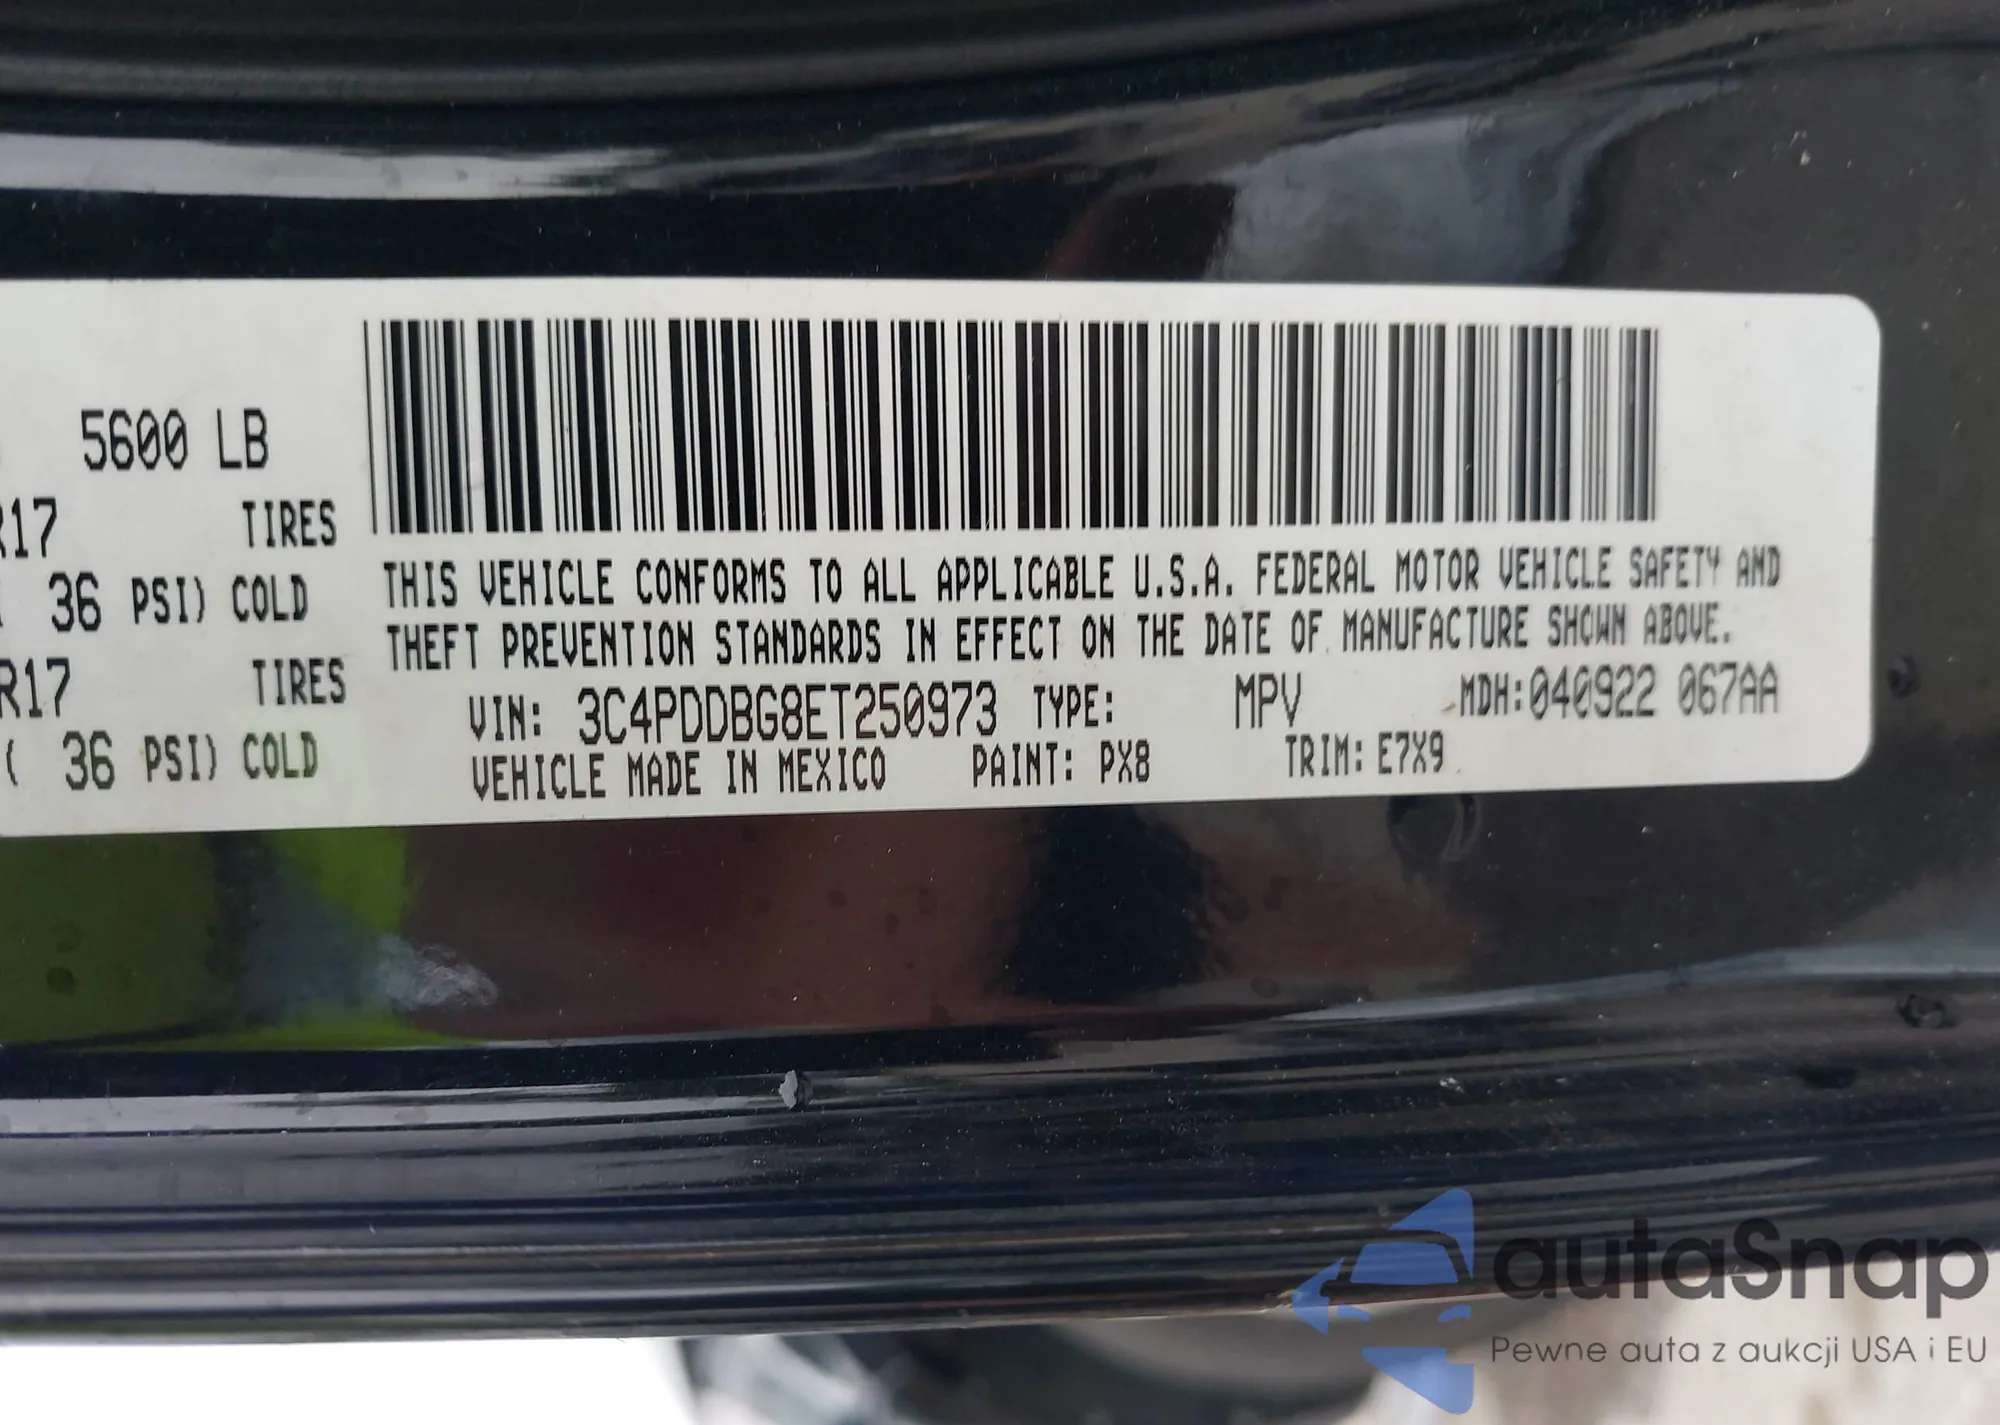 5600 LB
R17 TIRES
36 PSI) COLD
R17 TIRES
( 36 PSI) COLD
THIS VEHICLE CONFORMS TO ALL APPLICABLE U.S.A. FEDERAL MOTOR VEHICLE SAFETY AND
THEFT PREVENTION STANDARDS IN EFFECT ON THE DATE OF MANUFACTURE SHOWN ABOVE.
VIN: 3C4PDDBG8ET250973 TYPE: MPV MDH:040922 067AA
VEHICLE MADE IN MEXICO PAINT: PX8 TRIM: E7X9
autaSnap
Pewne auta z aukcji USA i EU